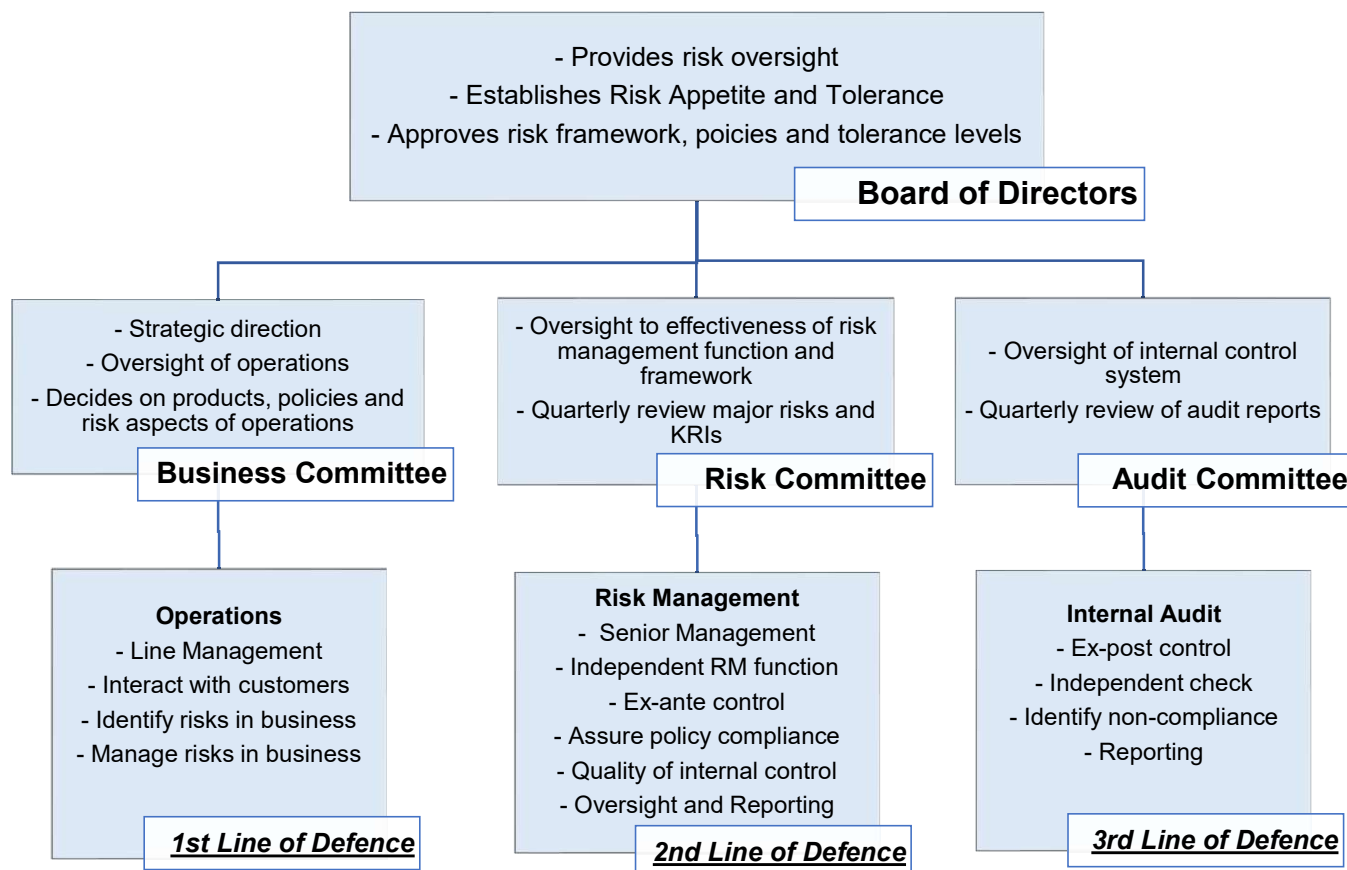 - Provides risk oversight
- Establishes Risk Appetite and Tolerance
- Approves risk framework, poicies and tolerance levels
Board of Directors
- Strategic direction
- Oversight of operations
- Decides on products, policies and
risk aspects of operations
Business Committee
- Oversight to effectiveness of risk
management function and
framework
- Quarterly review major risks and
KRIs
Risk Committee
- Oversight of internal control
system
- Quarterly review of audit reports
Audit Committee
Operations
- Line Management
- Interact with customers
- Identify risks in business
- Manage risks in business
1st Line of Defence
Risk Management
- Senior Management
- Independent RM function
- Ex-ante control
- Assure policy compliance
- Quality of internal control
- Oversight and Reporting
2nd Line of Defence
Internal Audit
- Ex-post control
- Independent check
- Identify non-compliance
- Reporting
3rd Line of Defence